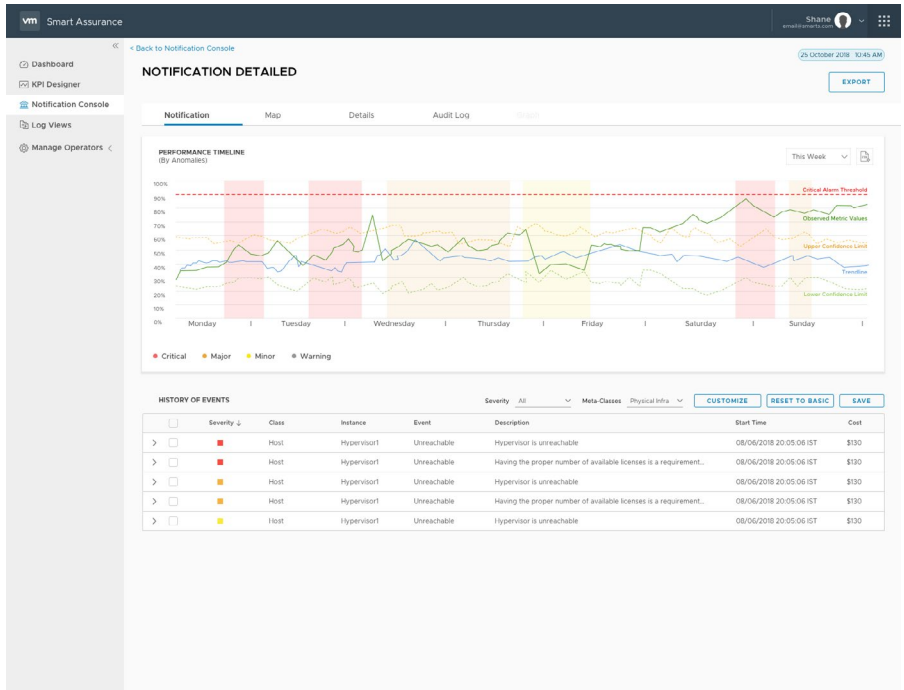 vm Smart Assurance
Shane
email@smarts.com
<< 
Dashboard
KPI Designer
Notification Console
Log Views
Manage Operators <
< Back to Notification Console
25 October 2018 10:45 AM
NOTIFICATION DETAILED
EXPORT
Notification Map Details Audit Log
PERFORMANCE TIMELINE
(By Anomalies)
This Week
100%
90%
80%
70%
60%
50%
40%
30%
20%
10%
0%
Critical Alarm Threshold
Observed Metric Values
Upper Confidence Limit
Trendline
Lower Confidence Limit
Monday | Tuesday | Wednesday | Thursday | Friday | Saturday | Sunday |
Critical Major Minor Warning
HISTORY OF EVENTS
Severity All Meta-Classes Physical Infra CUSTOMIZE RESET TO BASIC SAVE
Severity ↓ Class Instance Event Description Start Time Cost
Host Hypervisor1 Unreachable Hypervisor is unreachable 08/06/2018 20:05:06 IST $130
Host Hypervisor1 Unreachable Having the proper number of available licenses is a requirement... 08/06/2018 20:05:06 IST $130
Host Hypervisor1 Unreachable Hypervisor is unreachable 08/06/2018 20:05:06 IST $130
Host Hypervisor1 Unreachable Having the proper number of available licenses is a requirement... 08/06/2018 20:05:06 IST $130
Host Hypervisor1 Unreachable Hypervisor is unreachable 08/06/2018 20:05:06 IST $130